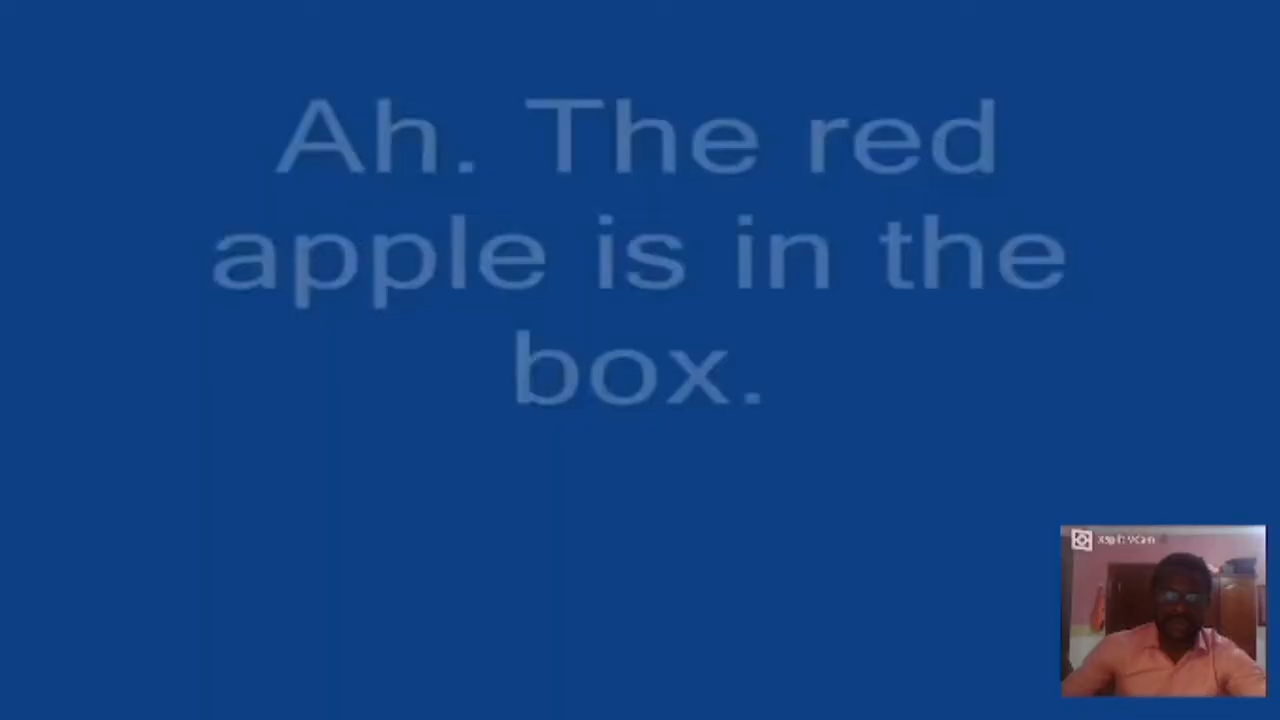 Ah. The red
apple is in the
box.